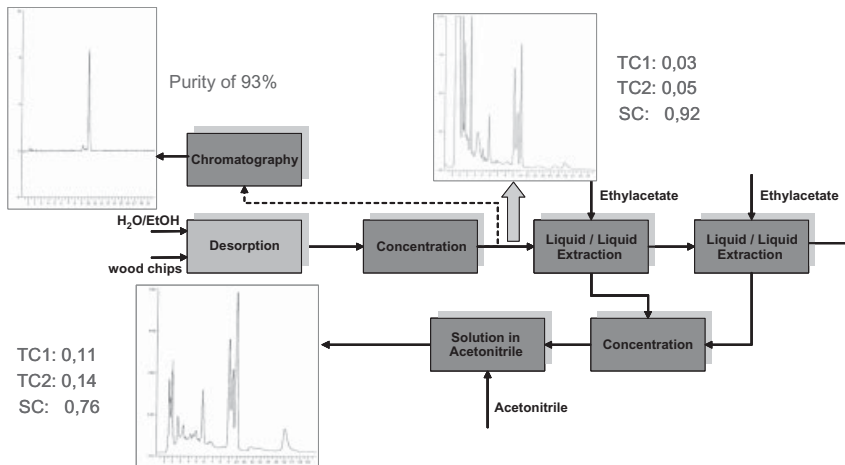 Purity of 93%
TC1: 0,03
TC2: 0,05
SC: 0,92
Chromatography
Ethylacetate
Ethylacetate
H₂O/EtOH
wood chips
Desorption
Concentration
Liquid / Liquid
Extraction
Liquid / Liquid
Extraction
TC1: 0,11
TC2: 0,14
SC: 0,76
Solution in
Acetonitrile
Concentration
Acetonitrile